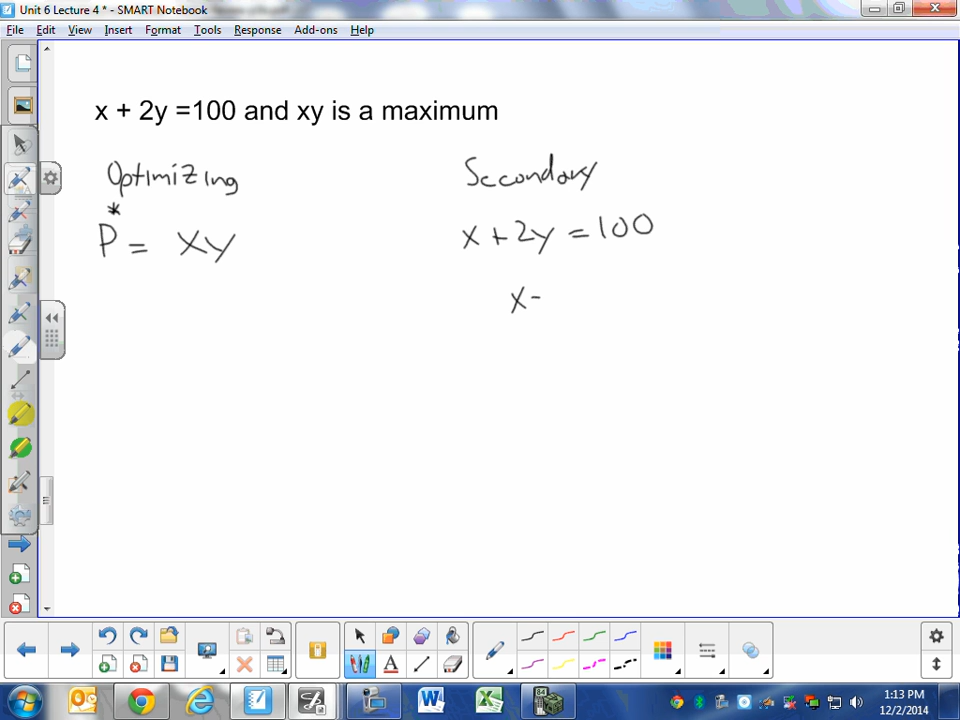 Unit 6 Lecture 4 * - SMART Notebook
File Edit View Insert Format Tools Response Add-ons Help
x + 2y =100 and xy is a maximum
Optimizing
Secondary
*
P = xy
x + 2y = 100
x -
1:13 PM
12/2/2014